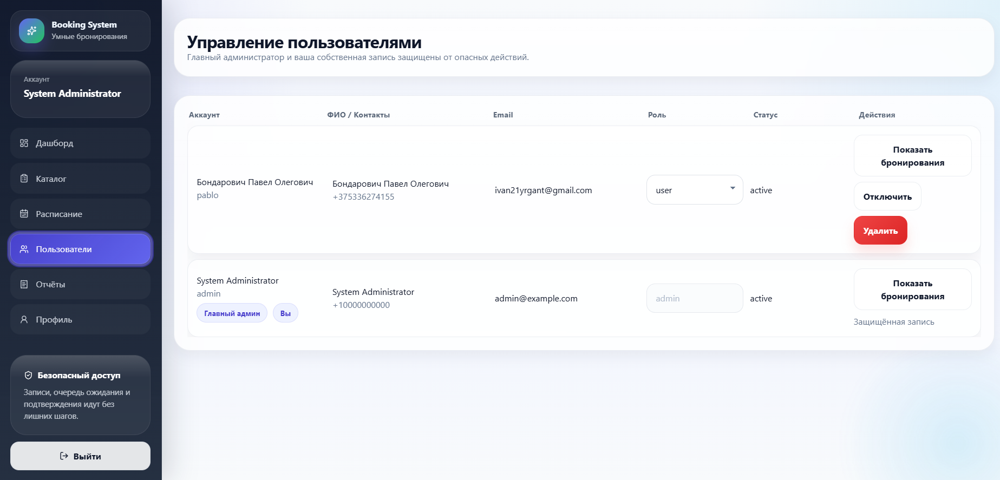 Booking System
Умные бронирования
Аккаунт
System Administrator
Дашборд
Каталог
Расписание
Пользователи
Отчёты
Профиль
Безопасный доступ
Записи, очередь ожидания и
подтверждения идут без
лишних шагов.
Выйти
Управление пользователями
Главный администратор и ваша собственная запись защищены от опасных действий.
Аккаунт ФИО / Контакты Email Роль Статус Действия
Бондарович Павел Олегович
pablo
Бондарович Павел Олегович
+375336274155
ivan21yrgant@gmail.com
user
active
Показать
бронирования
Отключить
Удалить
System Administrator
admin
Главный админ Вы
System Administrator
+10000000000
admin@example.com
admin
active
Показать
бронирования
Защищённая запись